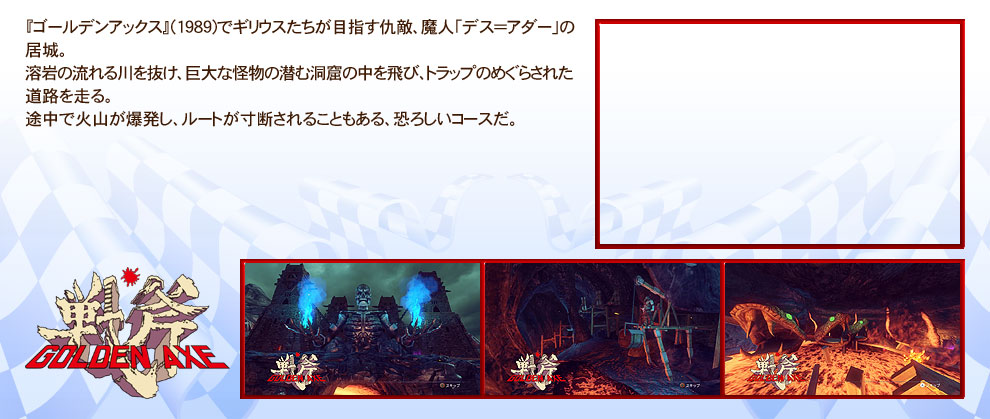 『ゴールデンアックス』(1989)でギリウスたちが目指す仇敵、魔人「デス＝アダー」の
居城。
溶岩の流れる川を抜け、巨大な怪物の潜む洞窟の中を飛び、トラップのめぐらされた
道路を走る。
途中で火山が爆発し、ルートが寸断されることもある、恐ろしいコースだ。
戦斧
GOLDEN AXE
戦斧
GOLDEN AXE
スキップ
戦斧
GOLDEN AXE
スキップ
戦斧
GOLDEN AXE
スキップ